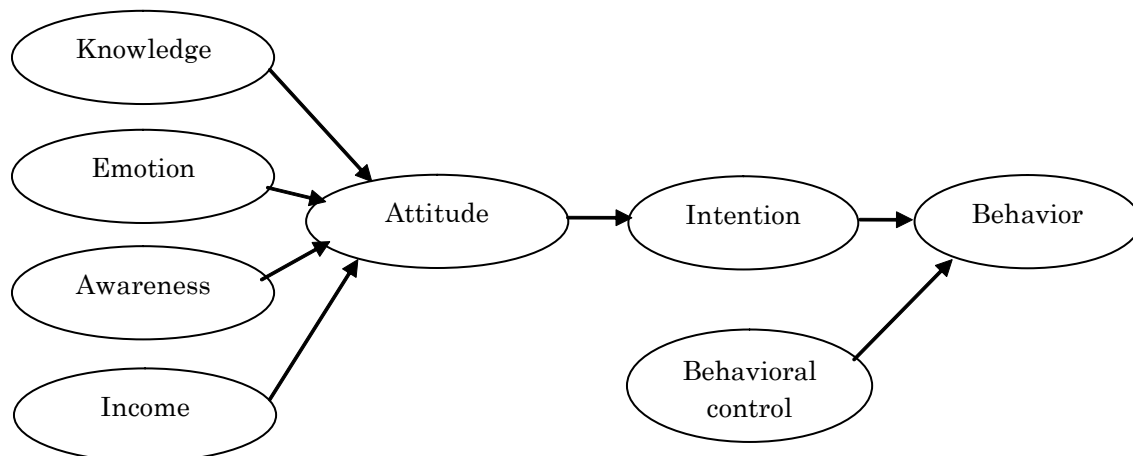 Knowledge
Emotion
Awareness
Income
Attitude
Intention
Behavior
Behavioral
control